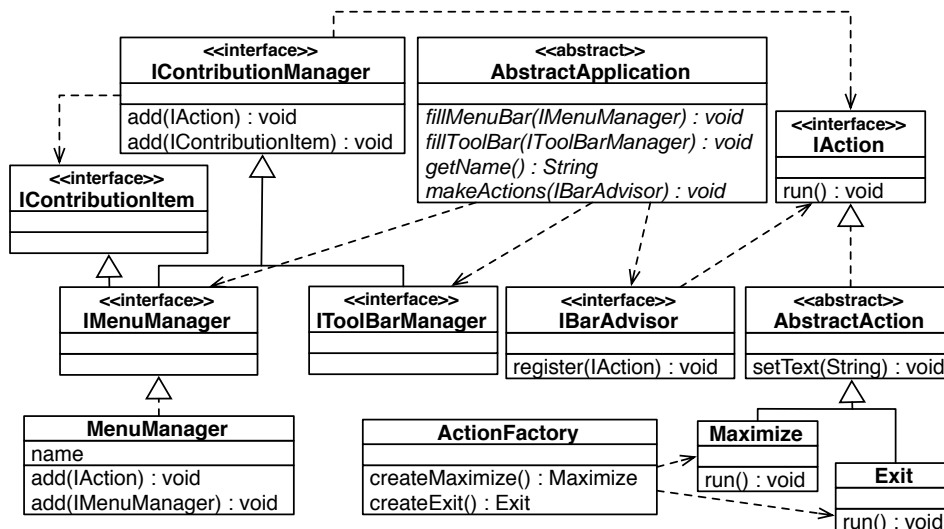 <<interface>>
IContributionManager
add(IAction) : void
add(IContributionItem) : void
<<abstract>>
AbstractApplication
fillMenuBar(IMenuManager) : void
fillToolBar(IToolBarManager) : void
getName() : String
makeActions(IBarAdvisor) : void
<<interface>>
IAction
run() : void
<<interface>>
IContributionItem
<<interface>>
IMenuManager
<<interface>>
IToolBarManager
<<interface>>
IBarAdvisor
register(IAction) : void
<<abstract>>
AbstractAction
setText(String) : void
MenuManager
name
add(IAction) : void
add(IMenuManager) : void
ActionFactory
createMaximize() : Maximize
createExit() : Exit
Maximize
run() : void
Exit
run() : void